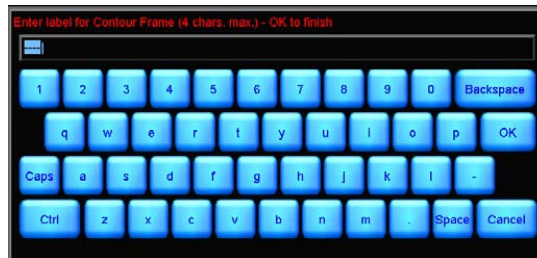 Enter label for Contour Frame (4 chars. max.) - OK to finish
----
1 2 3 4 5 6 7 8 9 0 Backspace
q w e r t y u i o p OK
Caps a s d f g h j k l -
Ctrl z x c v b n m . Space Cancel